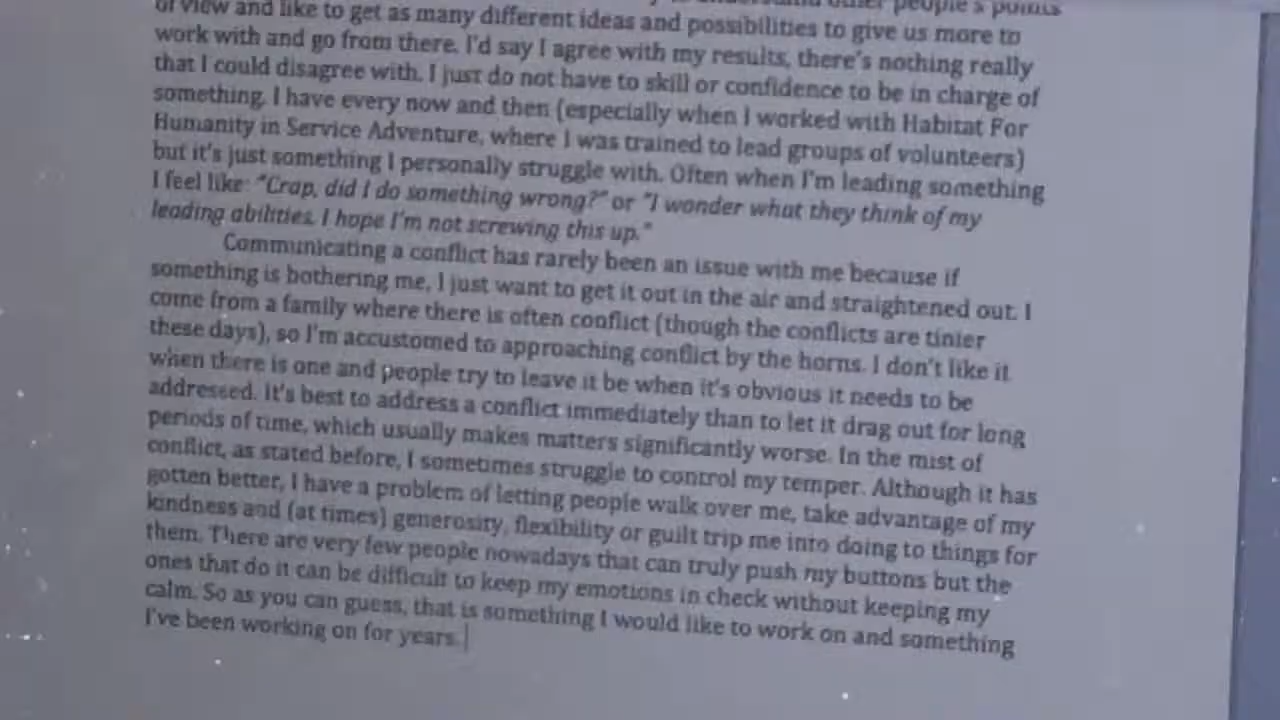 other people's points
of view and like to get as many different ideas and possibilities to give us more to
work with and go from there. I'd say I agree with my results, there's nothing really
that I could disagree with. I just do not have to skill or confidence to be in charge of
something. I have every now and then (especially when I worked with Habitat For
Humanity in Service Adventure, where I was trained to lead groups of volunteers)
but it's just something I personally struggle with. Often when I'm leading something
I feel like: "Crap, did I do something wrong?" or "I wonder what they think of my
leading abilities. I hope I'm not screwing this up."
Communicating a conflict has rarely been an issue with me because if
something is bothering me, I just want to get it out in the air and straightened out. I
come from a family where there is often conflict (though the conflicts are tinier
these days), so I'm accustomed to approaching conflict by the horns. I don't like it
when there is one and people try to leave it be when it's obvious it needs to be
addressed. It's best to address a conflict immediately than to let it drag out for long
periods of time, which usually makes matters significantly worse. In the mist of
conflict, as stated before, I sometimes struggle to control my temper. Although it has
gotten better, I have a problem of letting people walk over me, take advantage of my
kindness and (at times) generosity, flexibility or guilt trip me into doing to things for
them. There are very few people nowadays that can truly push my buttons but the
ones that do it can be difficult to keep my emotions in check without keeping my
calm. So as you can guess, that is something I would like to work on and something
I've been working on for years.